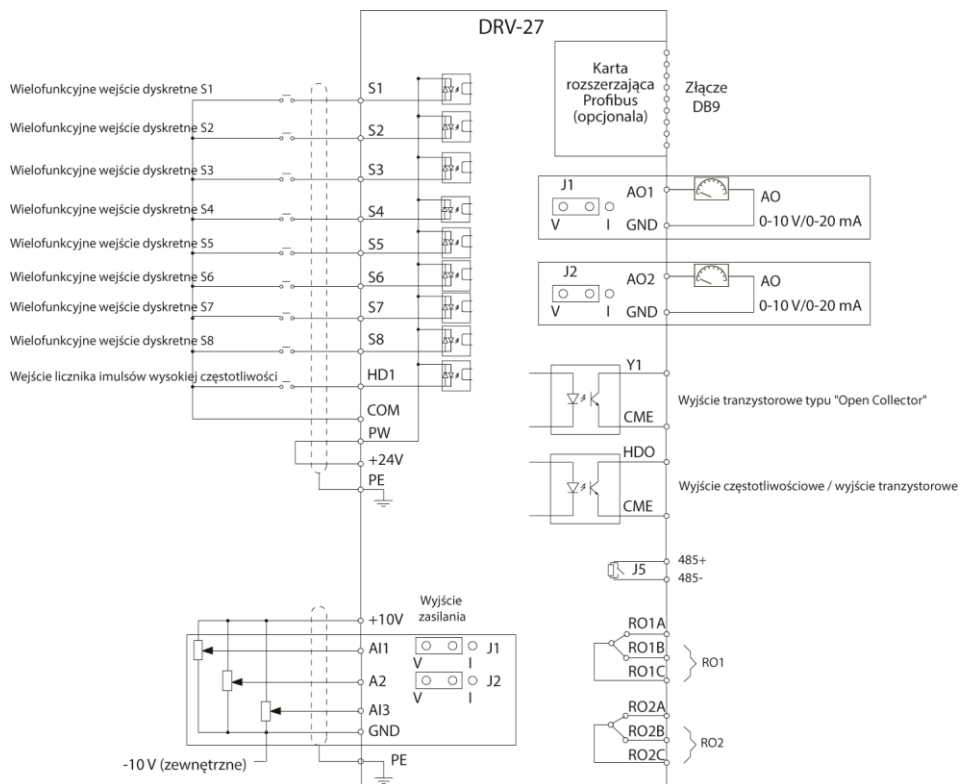 DRV-27
Wielofunkcyjne wejście dyskretne S1
S1
Wielofunkcyjne wejście dyskretne S2
S2
Wielofunkcyjne wejście dyskretne S3
S3
Wielofunkcyjne wejście dyskretne S4
S4
Wielofunkcyjne wejście dyskretne S5
S5
Wielofunkcyjne wejście dyskretne S6
S6
Wielofunkcyjne wejście dyskretne S7
S7
Wielofunkcyjne wejście dyskretne S8
S8
Wejście licznika imulsów wysokiej częstotliwości
HD1
COM
PW
+24V
PE
Karta
rozszerzająca
Profibus
(opcjonala)
Złącze
DB9
J1
V I
AO1
GND
AO
0-10 V/0-20 mA
J2
V I
AO2
GND
AO
0-10 V/0-20 mA
Y1
CME
Wyjście tranzystorowe typu "Open Collector"
HDO
CME
Wyjście częstotliwościowe / wyjście tranzystorowe
J5
485+
485-
+10V
Wyjście
zasilania
AI1
V I
J1
A2
V I
J2
AI3
GND
-10 V (zewnętrzne)
PE
RO1A
RO1B
RO1C
RO1
RO2A
RO2B
RO2C
RO2